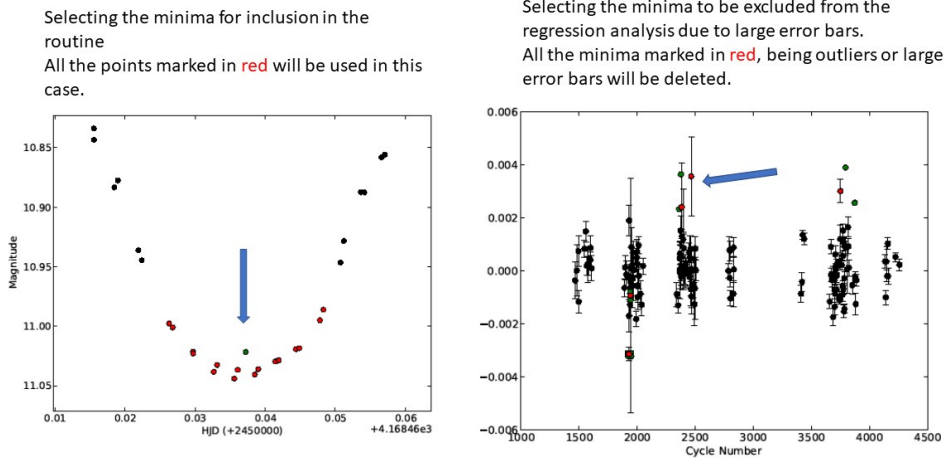 Selecting the minima for inclusion in the
routine
All the points marked in red will be used in this
case.
Selecting the minima to be excluded from the
regression analysis due to large error bars.
All the minima marked in red, being outliers or large
error bars will be deleted.
10.85
10.90
10.95
11.00
11.05
Magnitude
0.01 0.02 0.03 0.04 0.05 0.06
HJD (+2450000)
+4.16846e3
0.006
0.004
0.002
0.000
−0.002
−0.004
−0.006
1000 1500 2000 2500 3000 3500 4000 4500
Cycle Number